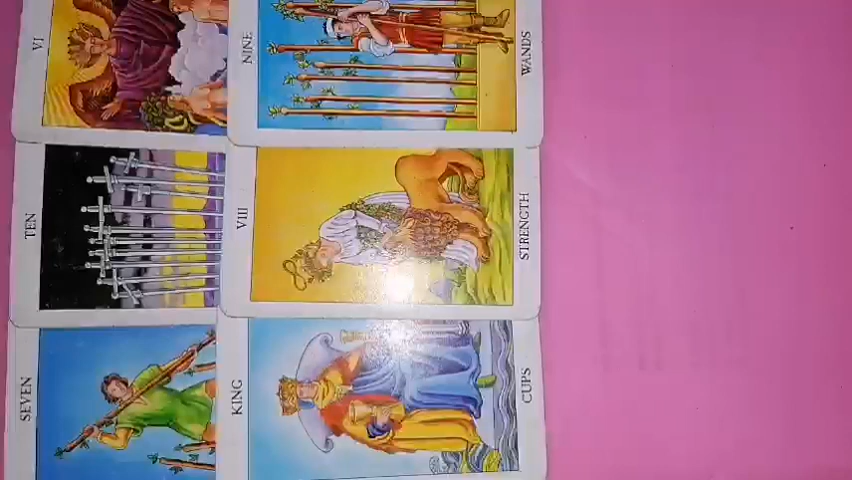 VI
NINE
WANDS
TEN
VIII
STRENGTH
SEVEN
KING
CUPS